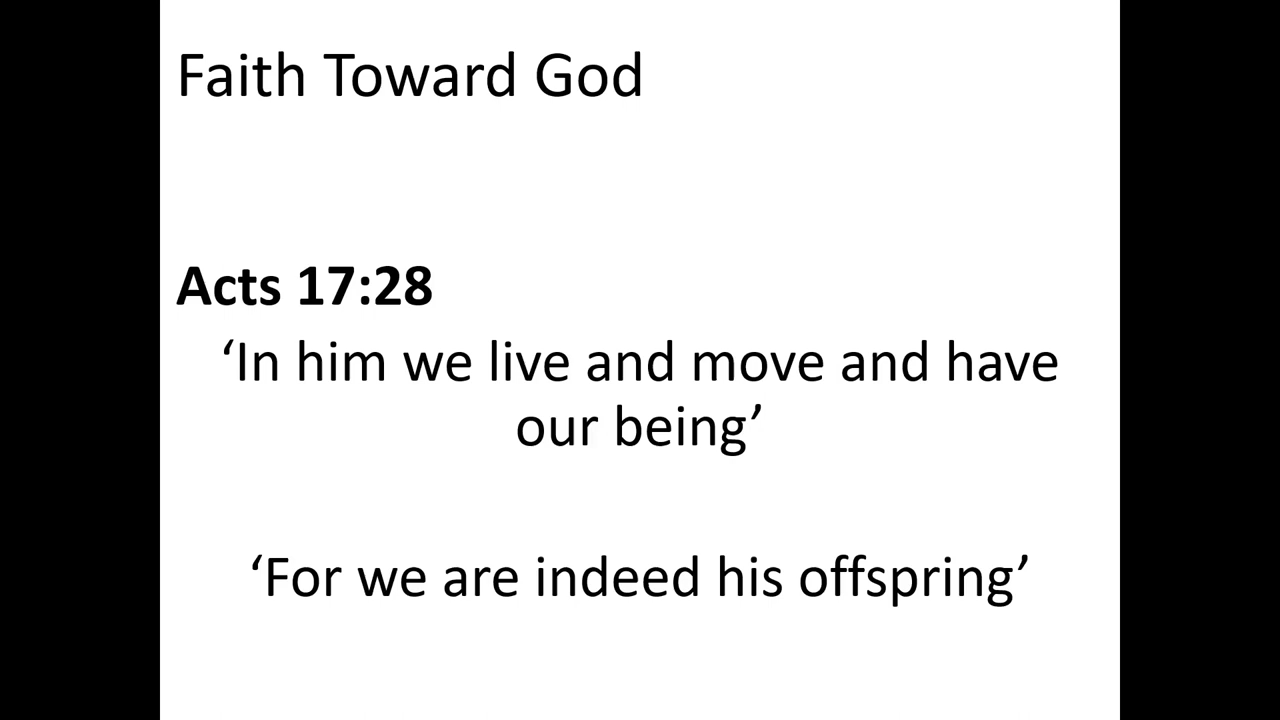 Faith Toward God
Acts 17:28
‘In him we live and move and have
our being’
‘For we are indeed his offspring’